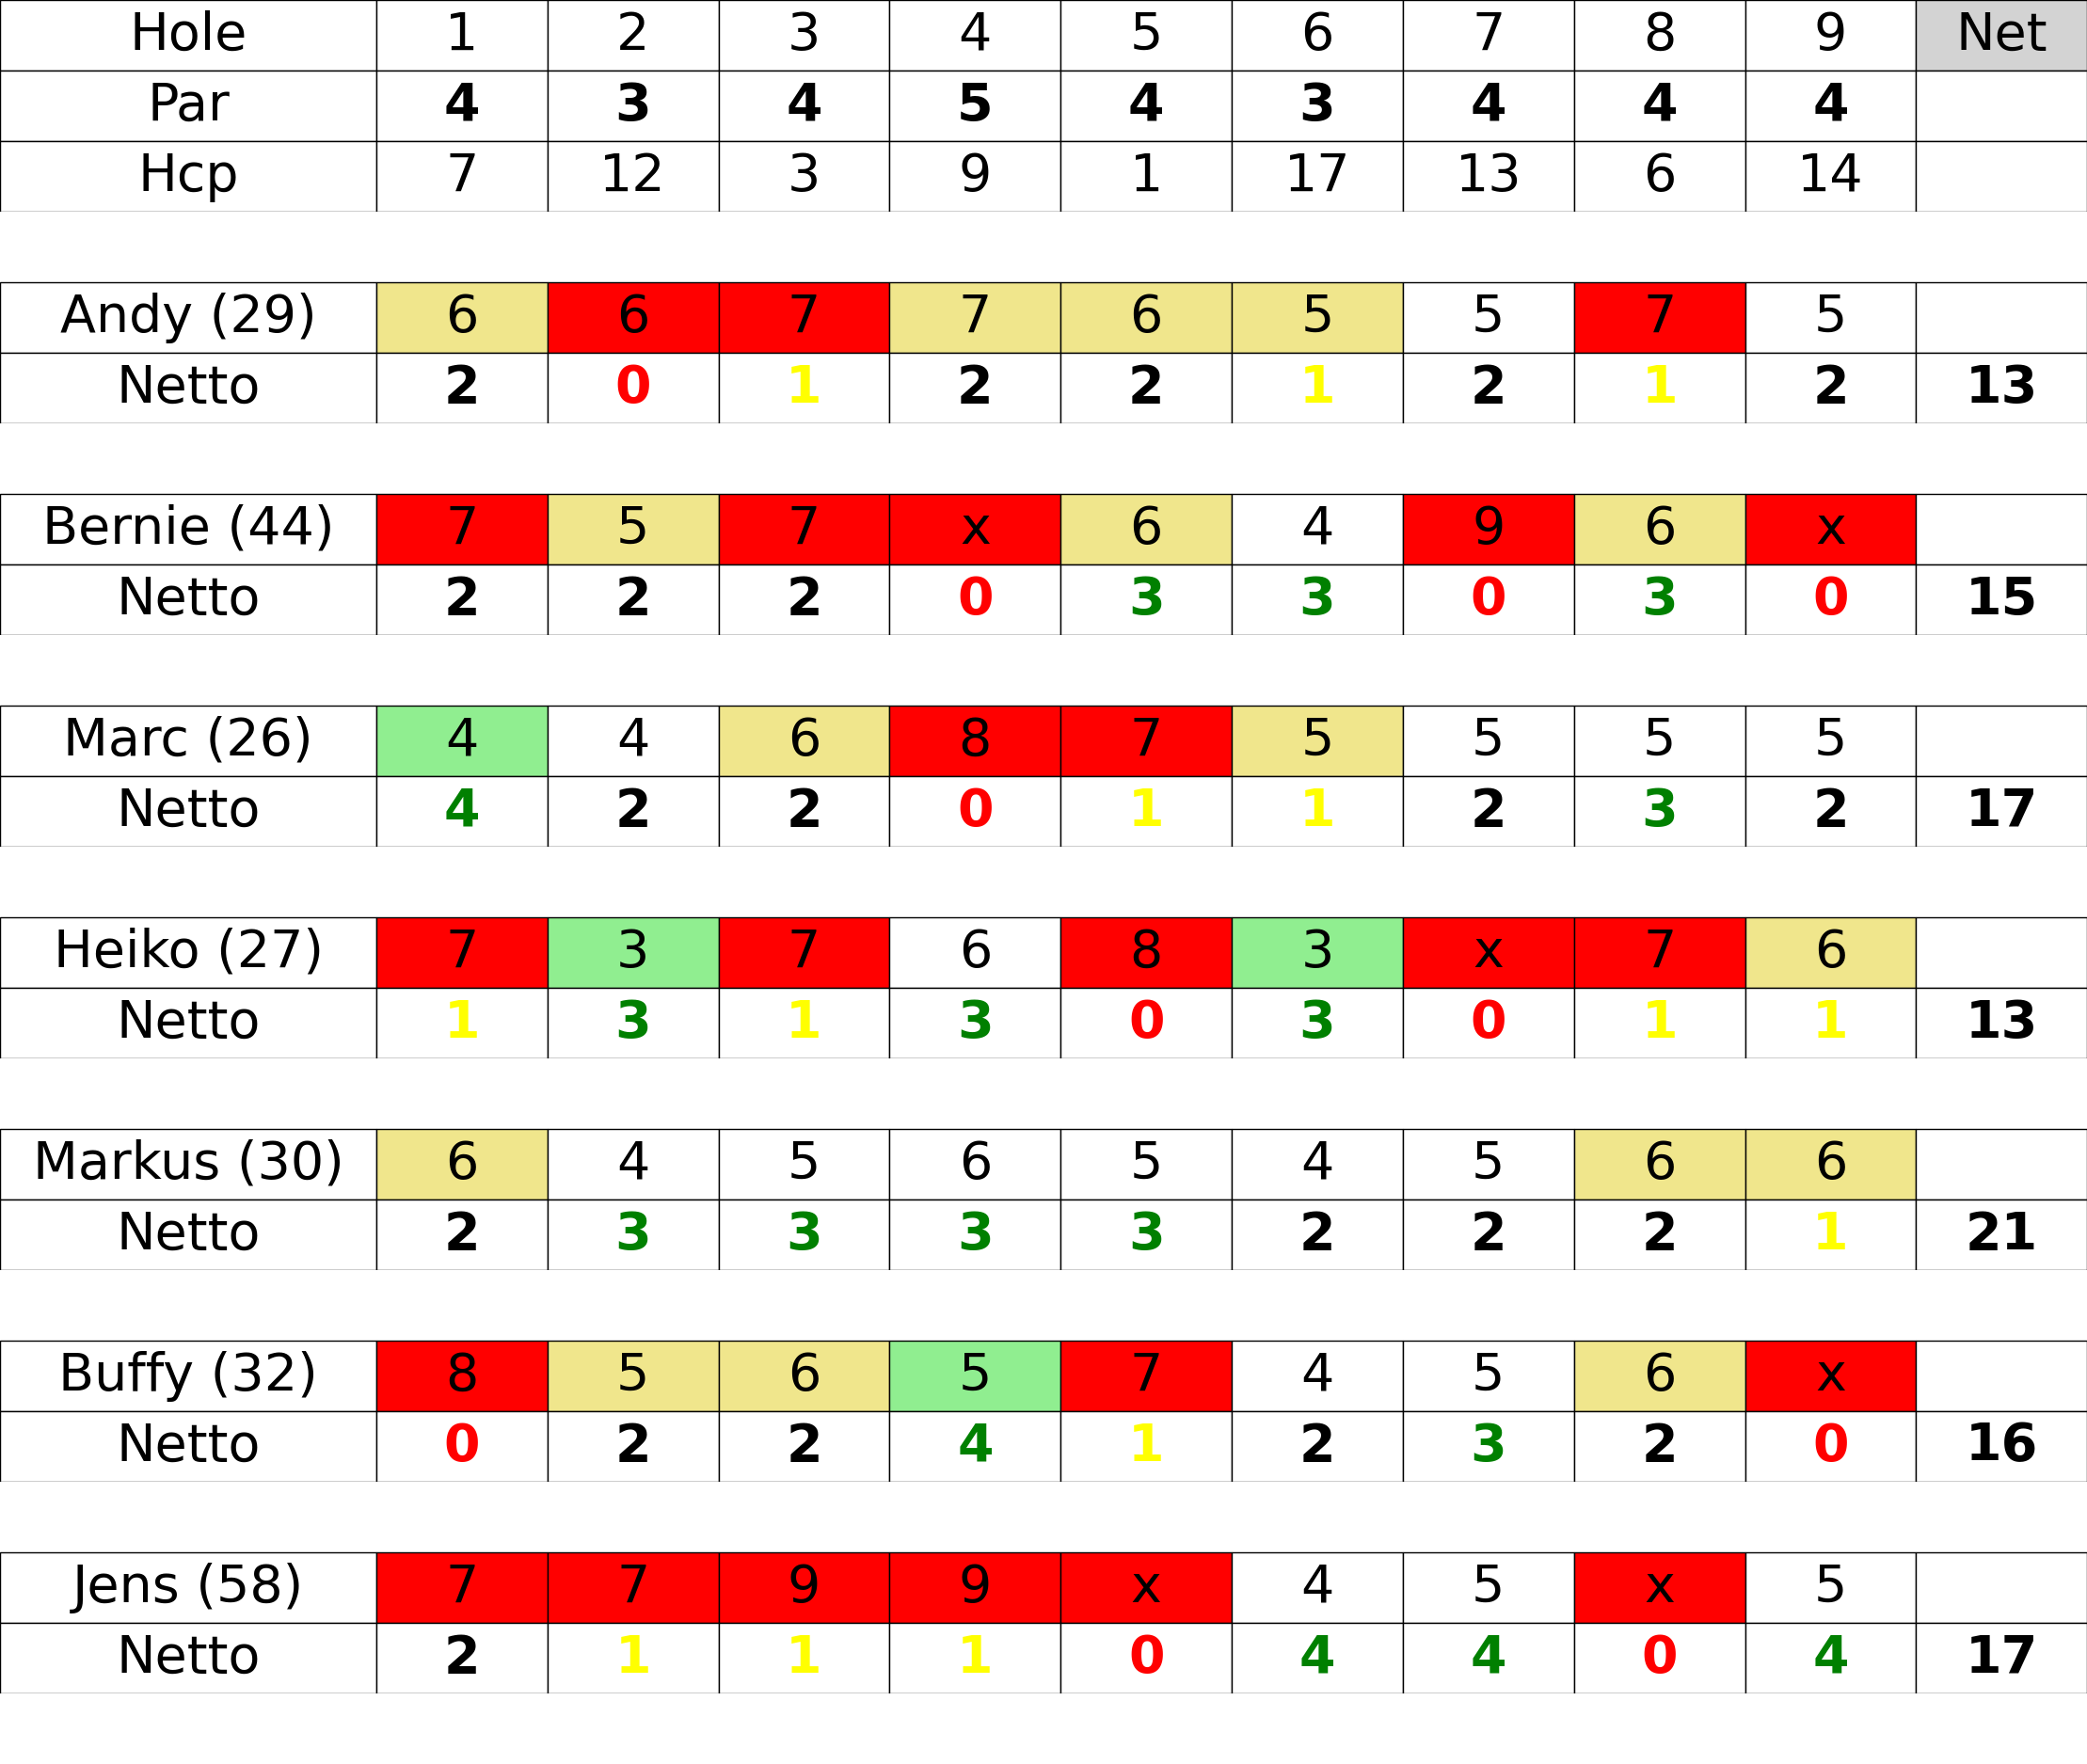 Hole 1 2 3 4 5 6 7 8 9 Net
Par 4 3 4 5 4 3 4 4 4
Hcp 7 12 3 9 1 17 13 6 14
Andy (29) 6 6 7 7 6 5 5 7 5
Netto 2 0 1 2 2 1 2 1 2 13
Bernie (44) 7 5 7 x 6 4 9 6 x
Netto 2 2 2 0 3 3 0 3 0 15
Marc (26) 4 4 6 8 7 5 5 5 5
Netto 4 2 2 0 1 1 2 3 2 17
Heiko (27) 7 3 7 6 8 3 x 7 6
Netto 1 3 1 3 0 3 0 1 1 13
Markus (30) 6 4 5 6 5 4 5 6 6
Netto 2 3 3 3 3 2 2 2 1 21
Buffy (32) 8 5 6 5 7 4 5 6 x
Netto 0 2 2 4 1 2 3 2 0 16
Jens (58) 7 7 9 9 x 4 5 x 5
Netto 2 1 1 1 0 4 4 0 4 17